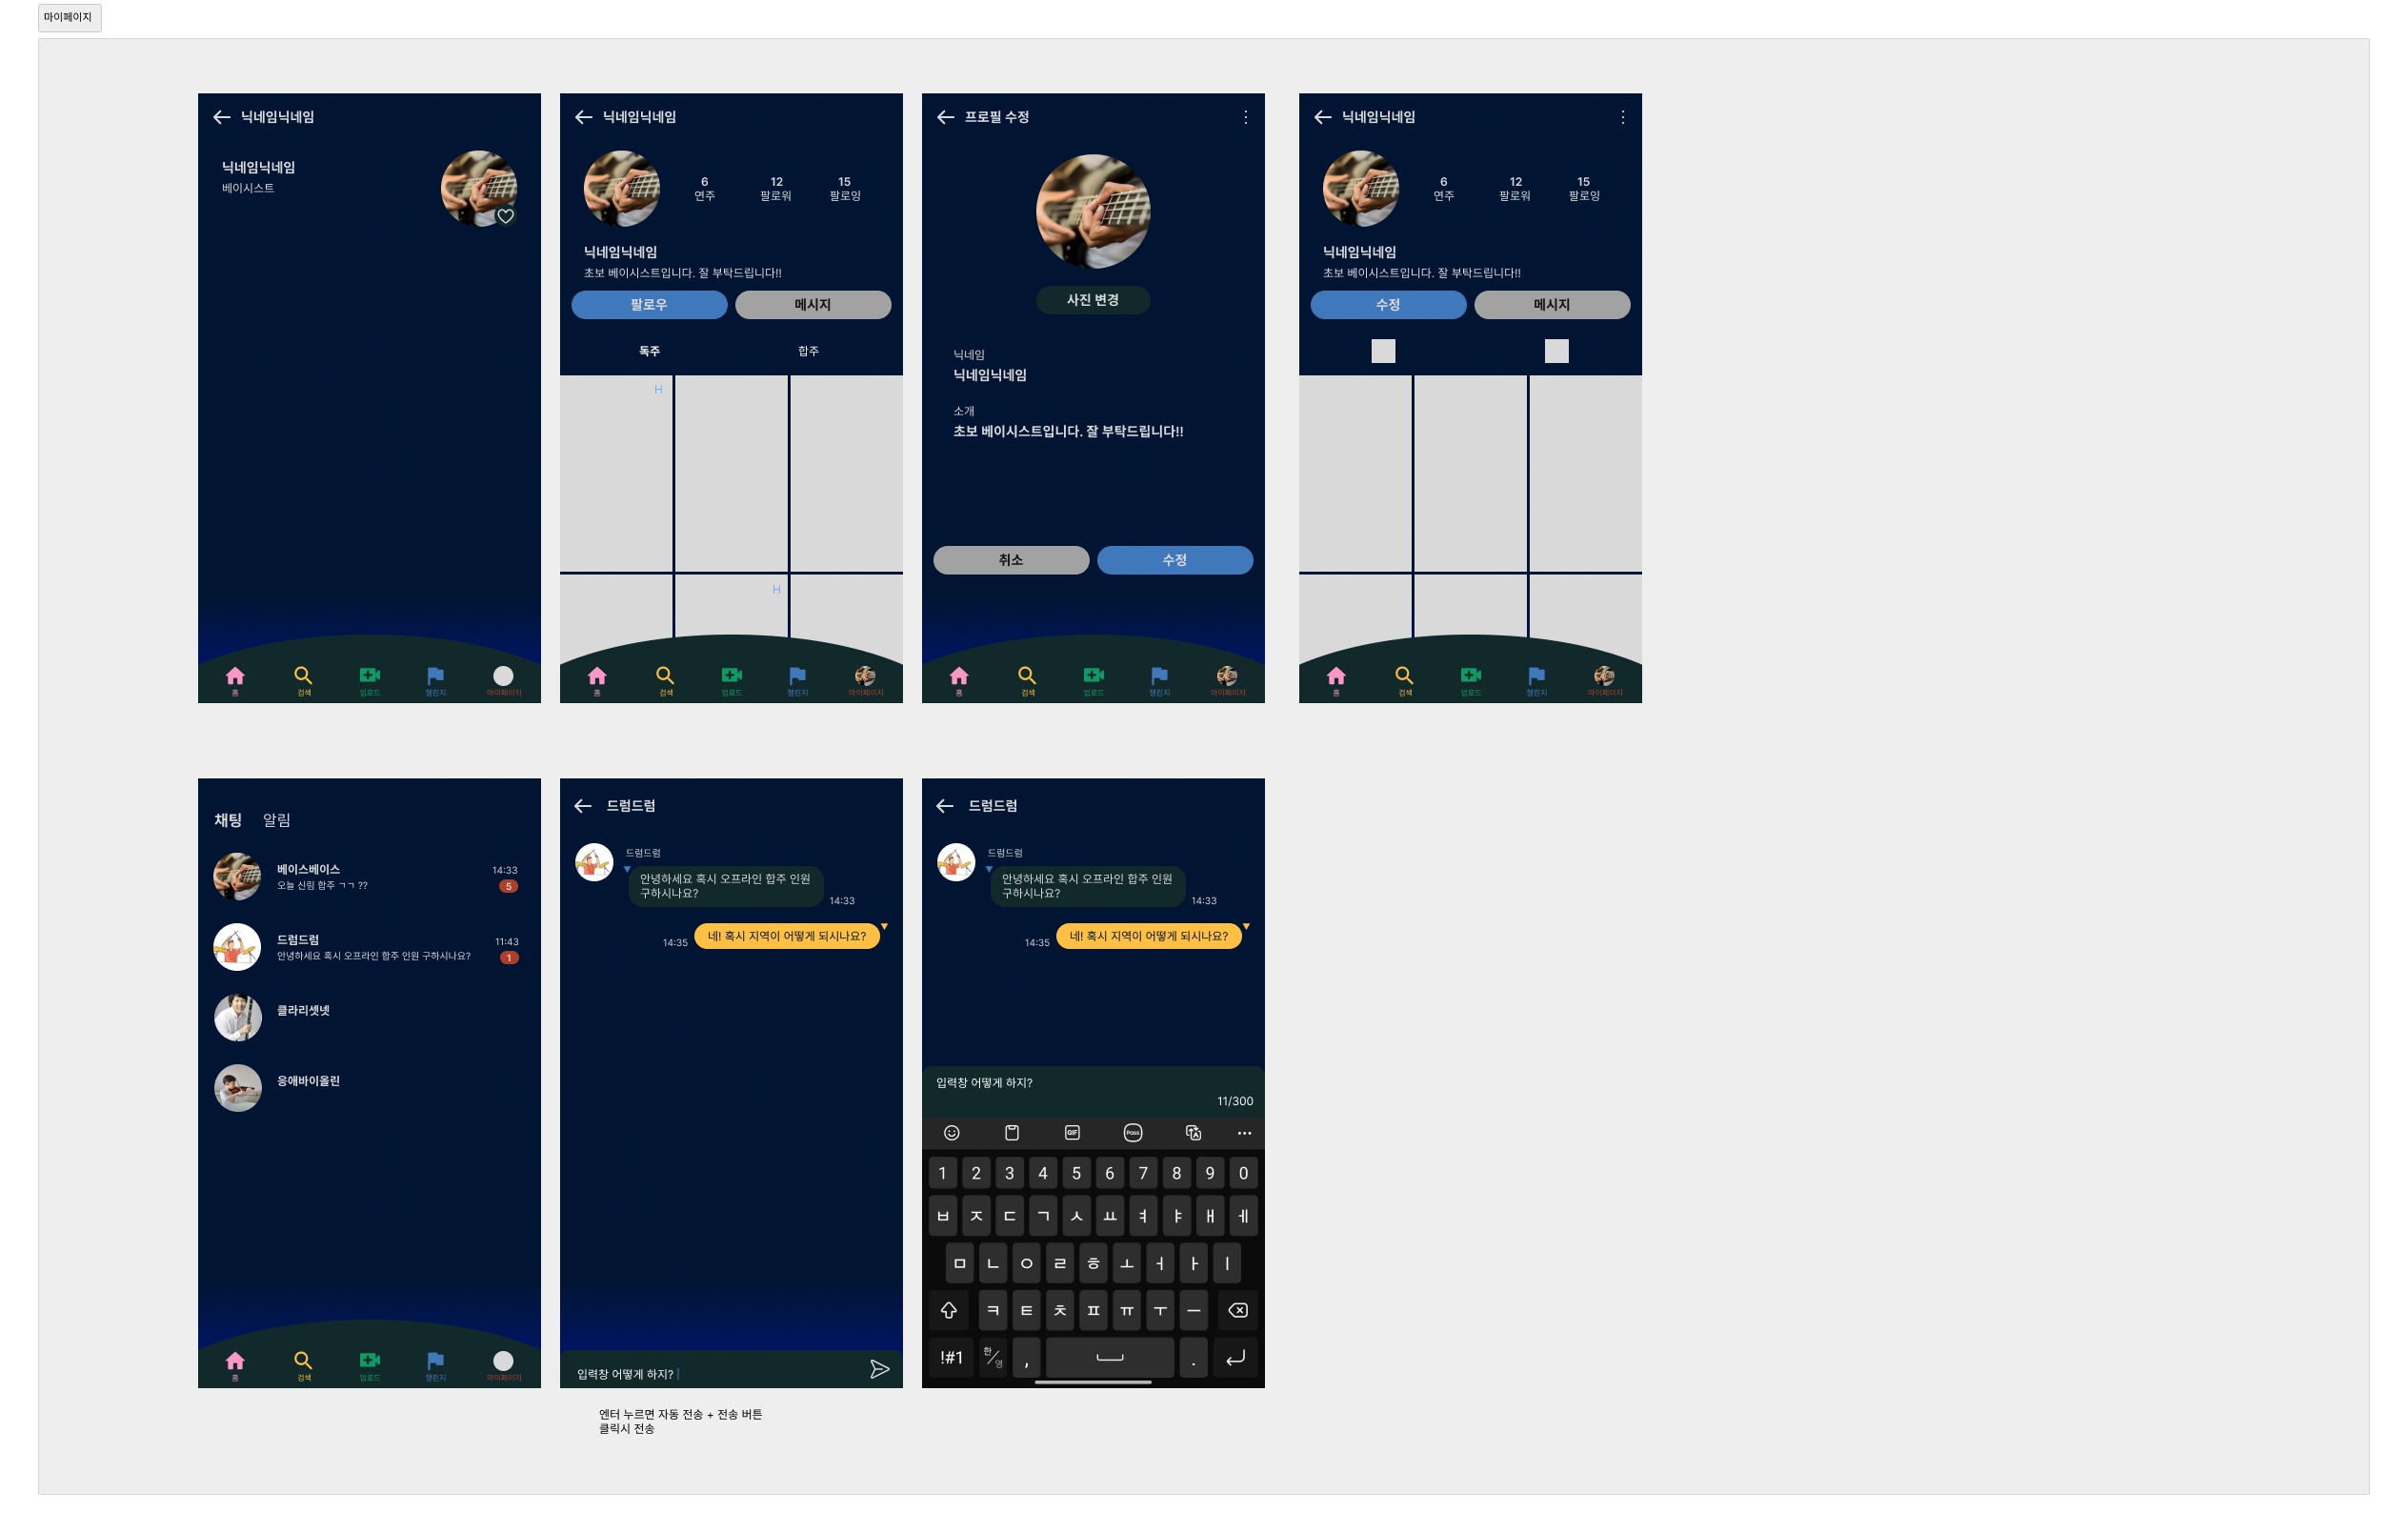 마이페이지
닉네임닉네임
닉네임닉네임
베이시스트
홈
검색
업로드
챌린지
마이페이지
닉네임닉네임
6
연주
12
팔로워
15
팔로잉
닉네임닉네임
초보 베이시스트입니다. 잘 부탁드립니다!!
팔로우
메시지
독주
합주
H
H
홈
검색
업로드
챌린지
마이페이지
프로필 수정
사진 변경
닉네임
닉네임닉네임
소개
초보 베이시스트입니다. 잘 부탁드립니다!!
취소
수정
홈
검색
업로드
챌린지
마이페이지
닉네임닉네임
6
연주
12
팔로워
15
팔로잉
닉네임닉네임
초보 베이시스트입니다. 잘 부탁드립니다!!
수정
메시지
홈
검색
업로드
챌린지
마이페이지
채팅
알림
베이스베이스
14:33
오늘 신림 합주 ㄱㄱ ??
5
드럼드럼
11:43
안녕하세요 혹시 오프라인 합주 인원 구하시나요?
1
클라리셋넷
응애바이올린
홈
검색
업로드
챌린지
마이페이지
드럼드럼
드럼드럼
안녕하세요 혹시 오프라인 합주 인원
구하시나요?
14:33
14:35
네! 혹시 지역이 어떻게 되시나요?
입력창 어떻게 하지?
엔터 누르면 자동 전송 + 전송 버튼
클릭시 전송
드럼드럼
드럼드럼
안녕하세요 혹시 오프라인 합주 인원
구하시나요?
14:33
14:35
네! 혹시 지역이 어떻게 되시나요?
입력창 어떻게 하지?
11/300
GIF
Pass
1 2 3 4 5 6 7 8 9 0
ㅂ ㅈ ㄷ ㄱ ㅅ ㅛ ㅕ ㅑ ㅐ ㅔ
ㅁ ㄴ ㅇ ㄹ ㅎ ㅗ ㅓ ㅏ ㅣ
ㅋ ㅌ ㅊ ㅍ ㅠ ㅜ ㅡ
!#1 한/영 , .